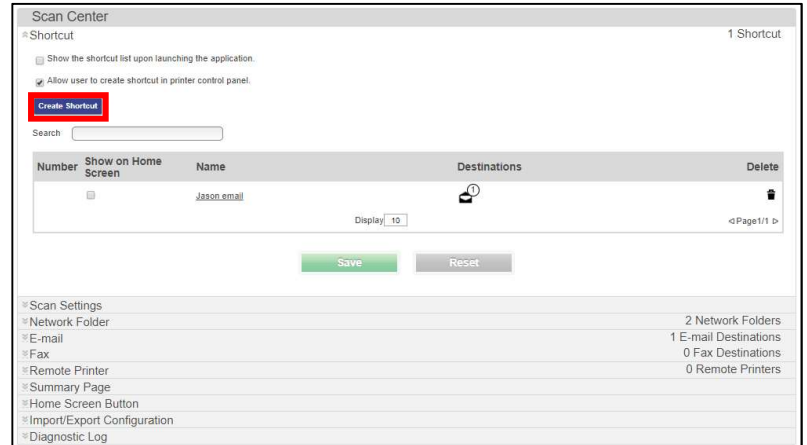 Scan Center
Shortcut 1 Shortcut
Show the shortcut list upon launching the application.
Allow user to create shortcut in printer control panel.
Create Shortcut
Search
Number Show on Home Screen Name Destinations Delete
Jason email 1
Display 10 Page1/1
Save Reset
Scan Settings
Network Folder 2 Network Folders
E-mail 1 E-mail Destinations
Fax 0 Fax Destinations
Remote Printer 0 Remote Printers
Summary Page
Home Screen Button
Import/Export Configuration
Diagnostic Log